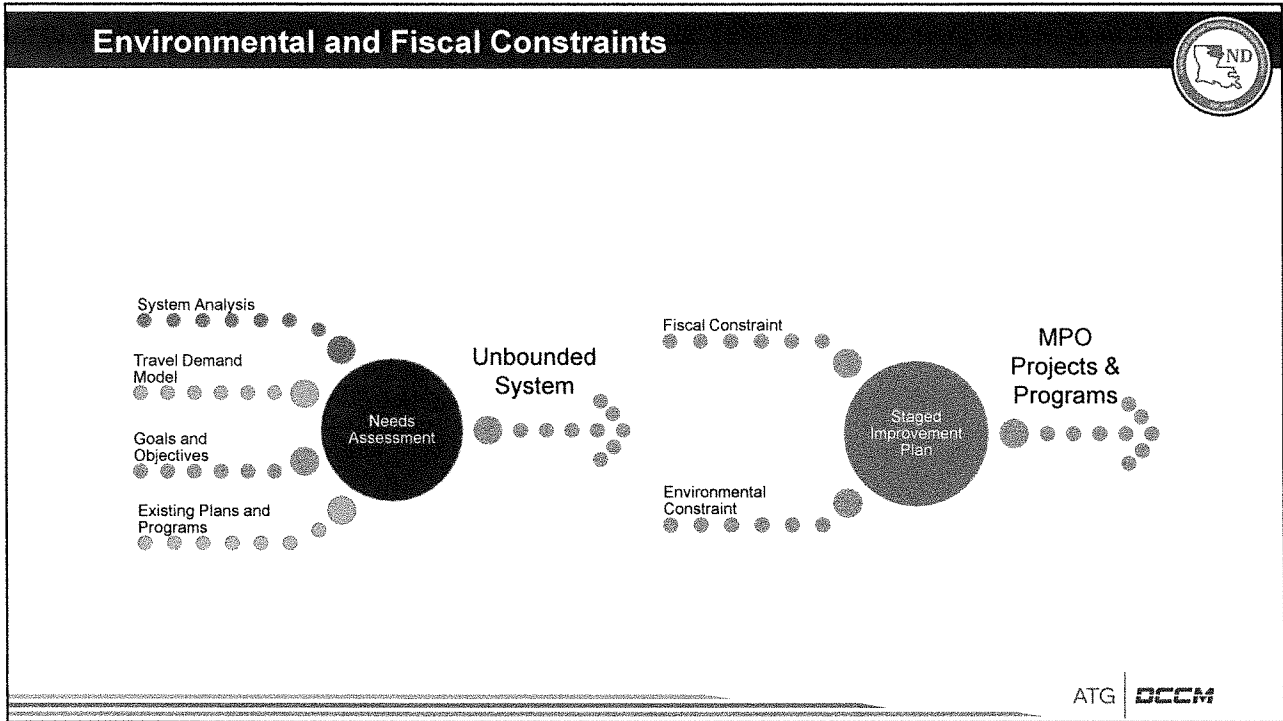 Environmental and Fiscal Constraints
ND
System Analysis
Travel Demand
Model
Goals and
Objectives
Existing Plans and
Programs
Needs
Assessment
Unbounded
System
Fiscal Constraint
Environmental
Constraint
Staged
Improvement
Plan
MPO
Projects &
Programs
ATG DCCM